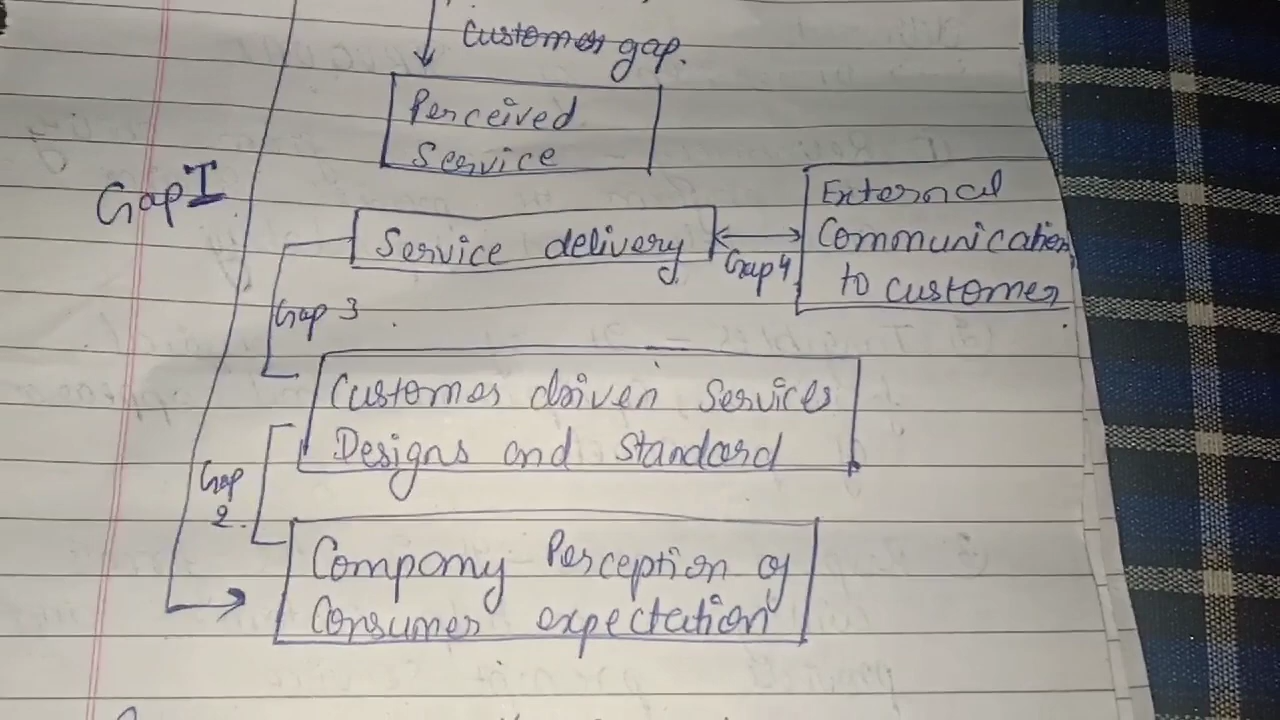 Customer gap.
Perceived
Service
Gap I
External
Communication
to customer
Service delivery
Gap 4
Gap 3
Customer driven Services
Designs and Standard
Gap
2.
Company Perception of
Consumer expectation